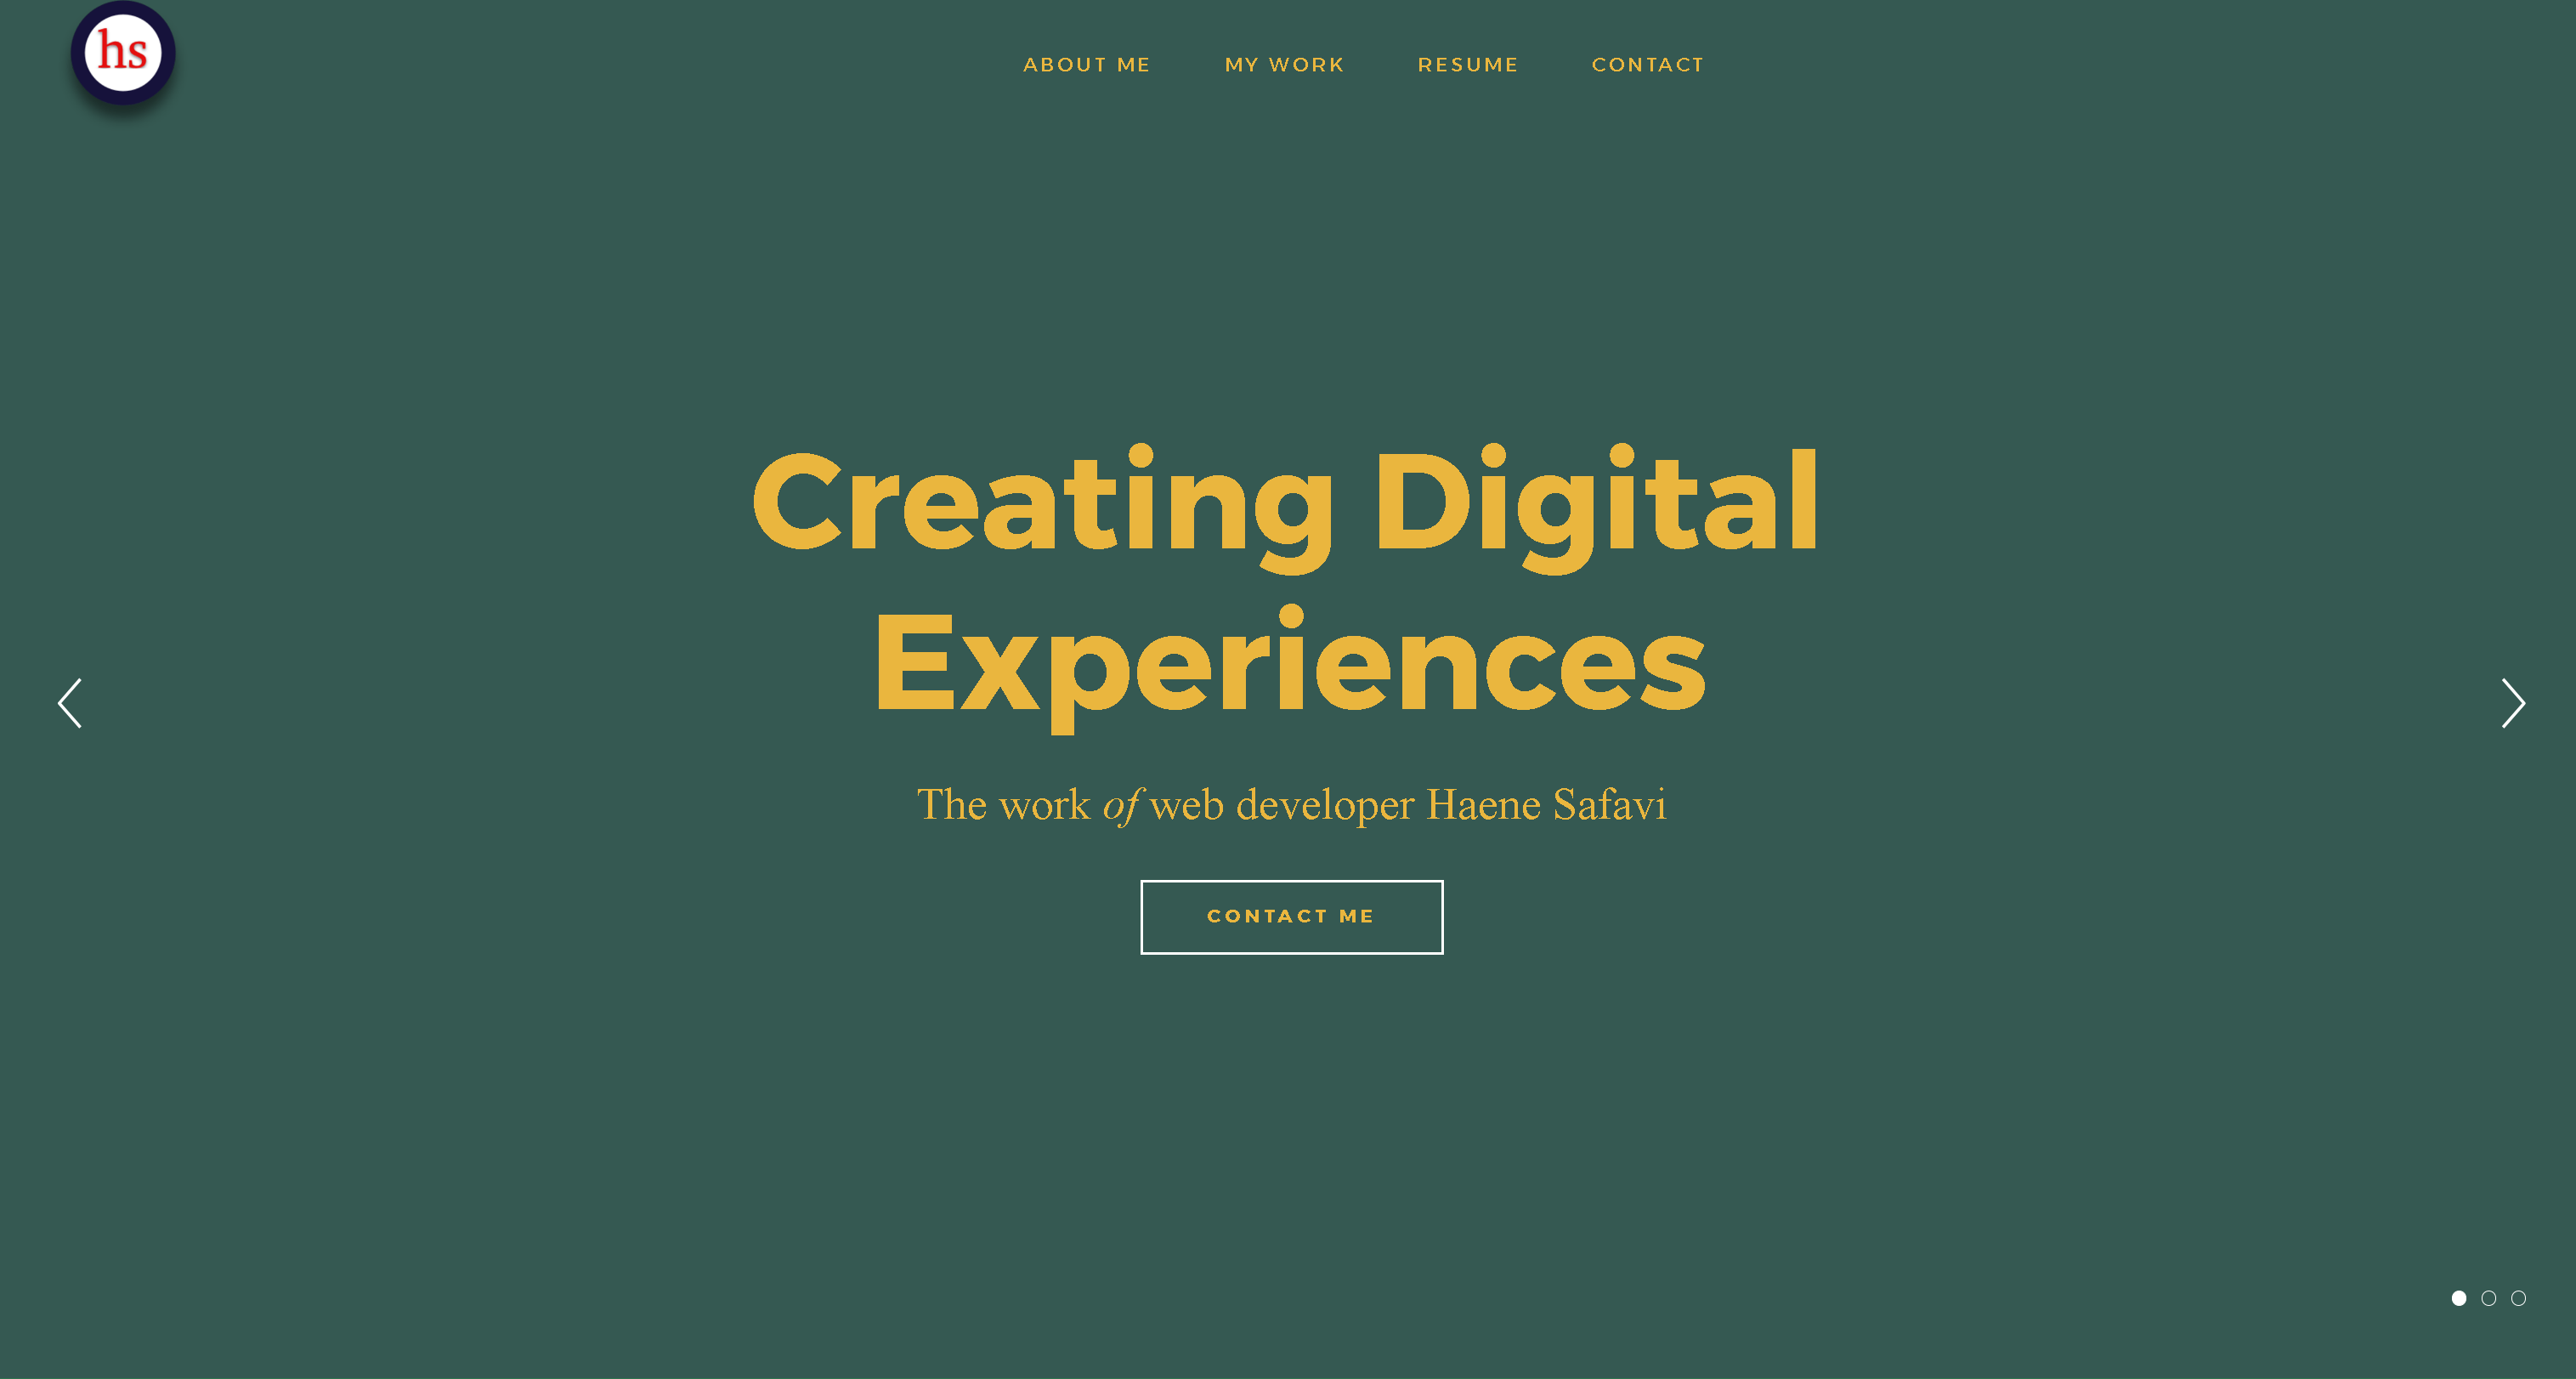 hs
ABOUT ME
MY WORK
RESUME
CONTACT
Creating Digital
Experiences
The work of web developer Haene Safavi
CONTACT ME